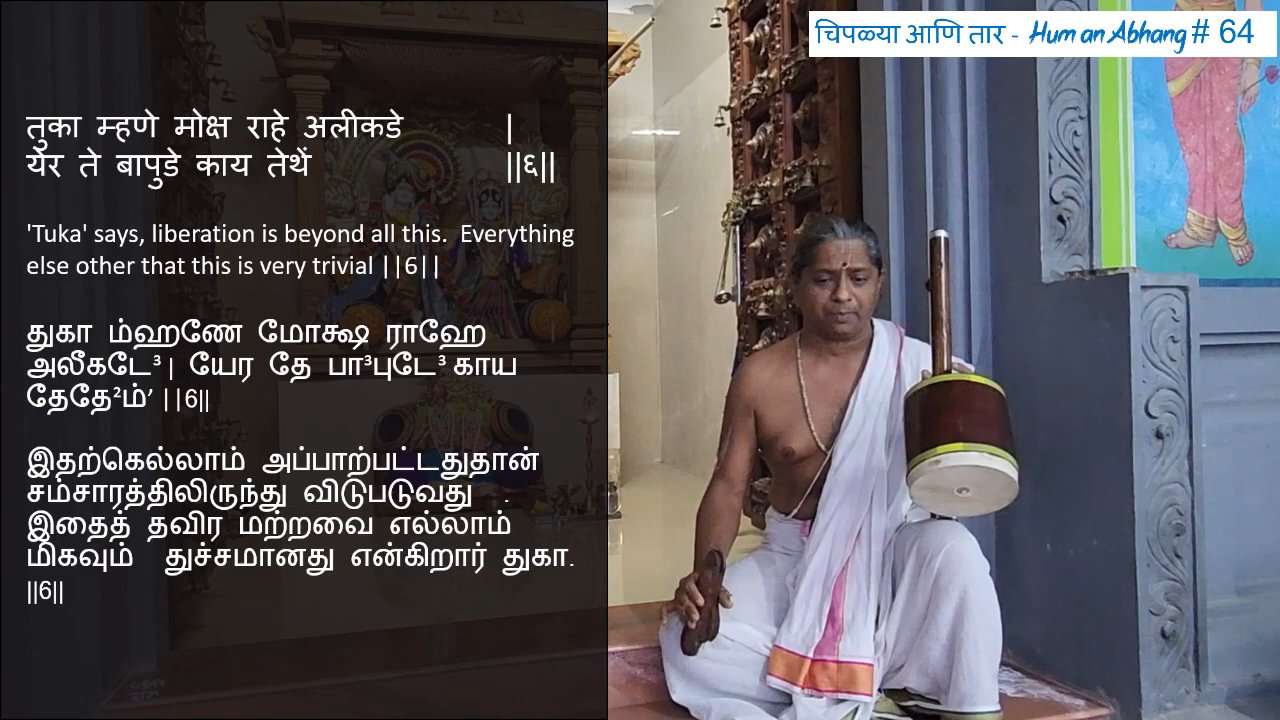 चिपळ्या आणि तार - Hum an Abhang # 64
तुका म्हणे मोक्ष राहे अलीकडे |
येर ते बापुडे काय तेथें ||६||
'Tuka' says, liberation is beyond all this. Everything
else other that this is very trivial ||6||
துகா ம்ஹணே மோக்ஷ ராஹே
அலீகடே³ | யேர தே பா³புடே³ காய
தேதே²ம்’ ||6||
இதற்கெல்லாம் அப்பாற்பட்டதுதான்
சம்சாரத்திலிருந்து விடுபடுவது .
இதைத் தவிர மற்றவை எல்லாம்
மிகவும் துச்சமானது என்கிறார் துகா.
||6||